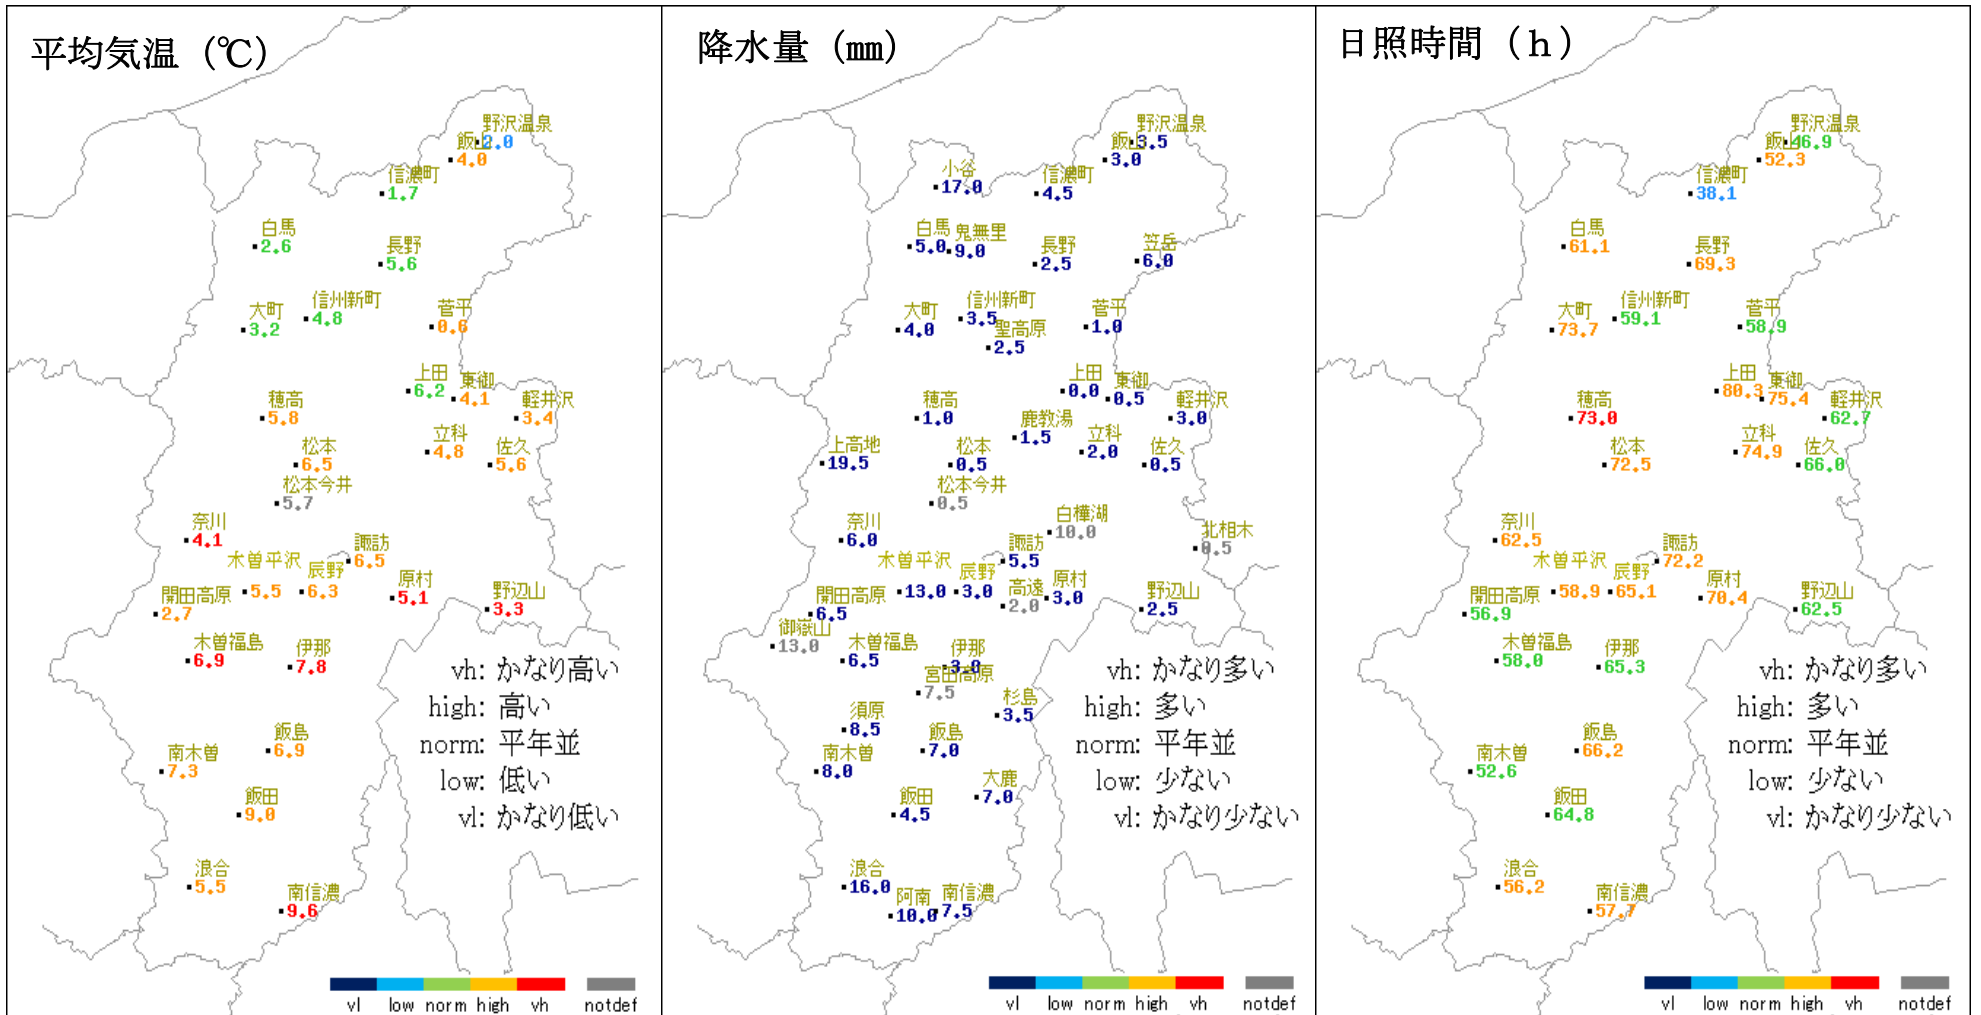 平均気温 (℃)
野沢温泉
2.0
飯山
4.0
信濃町
1.7
白馬
2.6
長野
5.6
信州新町
4.8
大町
3.2
菅平
0.6
上田
6.2
東御
4.1
穂高
5.8
軽井沢
3.4
松本
6.5
立科
4.8
佐久
5.6
松本今井
5.7
奈川
4.1
諏訪
6.5
木曽平沢
5.5
辰野
6.3
原村
5.1
開田高原
2.7
野辺山
3.3
木曽福島
6.9
伊那
7.8
南木曽
7.3
飯島
6.9
飯田
9.0
浪合
5.5
南信濃
9.6
vh: かなり高い
high: 高い
norm: 平年並
low: 低い
vl: かなり低い
vl low norm high vh notdef
降水量 (mm)
野沢温泉
3.5
飯山
3.0
小谷
17.0
信濃町
4.5
白馬
5.0
鬼無里
9.0
長野
2.5
笠岳
6.0
大町
4.0
信州新町
3.5
聖高原
2.5
菅平
1.0
上田
0.0
東御
0.5
穂高
1.0
鹿教湯
1.5
軽井沢
3.0
上高地
19.5
松本
0.5
立科
2.0
佐久
0.5
松本今井
0.5
奈川
6.0
白樺湖
10.0
北相木
0.5
諏訪
5.5
木曽平沢
13.0
辰野
3.0
高遠
2.0
原村
3.0
開田高原
6.5
野辺山
2.5
御嶽山
13.0
木曽福島
6.5
伊那
3.0
宮田高原
7.5
須原
8.5
杉島
3.5
南木曽
8.0
飯島
7.0
飯田
4.5
大鹿
7.0
浪合
16.0
阿南
10.0
南信濃
7.5
vh: かなり多い
high: 多い
norm: 平年並
low: 少ない
vl: かなり少ない
vl low norm high vh notdef
日照時間 (h)
野沢温泉
46.9
飯山
52.3
信濃町
38.1
白馬
61.1
長野
69.3
大町
73.7
信州新町
59.1
菅平
58.9
上田
80.3
東御
75.4
穂高
73.0
軽井沢
62.7
松本
72.5
立科
74.9
佐久
66.0
奈川
62.5
諏訪
72.2
木曽平沢
58.9
辰野
65.1
原村
70.4
開田高原
56.9
野辺山
62.5
木曽福島
58.0
伊那
65.3
南木曽
52.6
飯島
66.2
飯田
64.8
浪合
56.2
南信濃
57.7
vh: かなり多い
high: 多い
norm: 平年並
low: 少ない
vl: かなり少ない
vl low norm high vh notdef